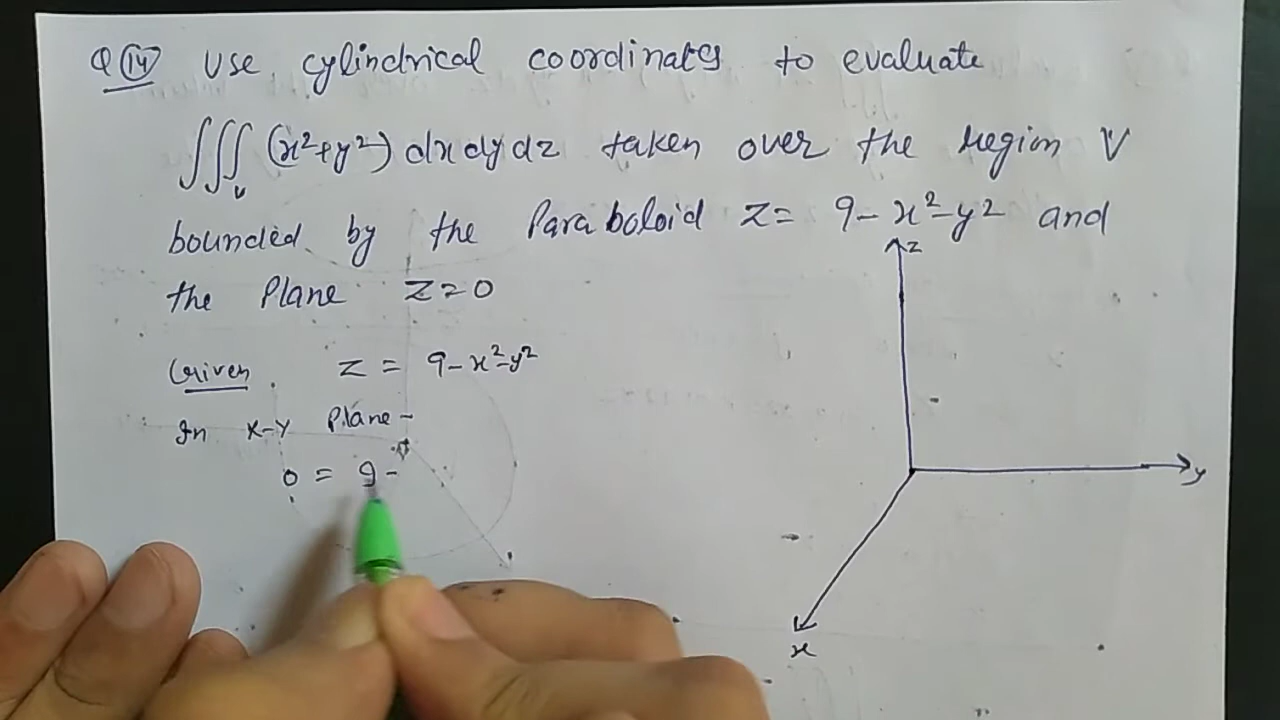 Q 14 Use cylindrical coordinates to evaluate
∭_V (x²+y²) dx dy dz taken over the region V
bounded by the Paraboloid z = 9-x²-y² and
the Plane z=0
Given z = 9-x²-y²
In X-Y Plane-
0 = 9-
z
y
x